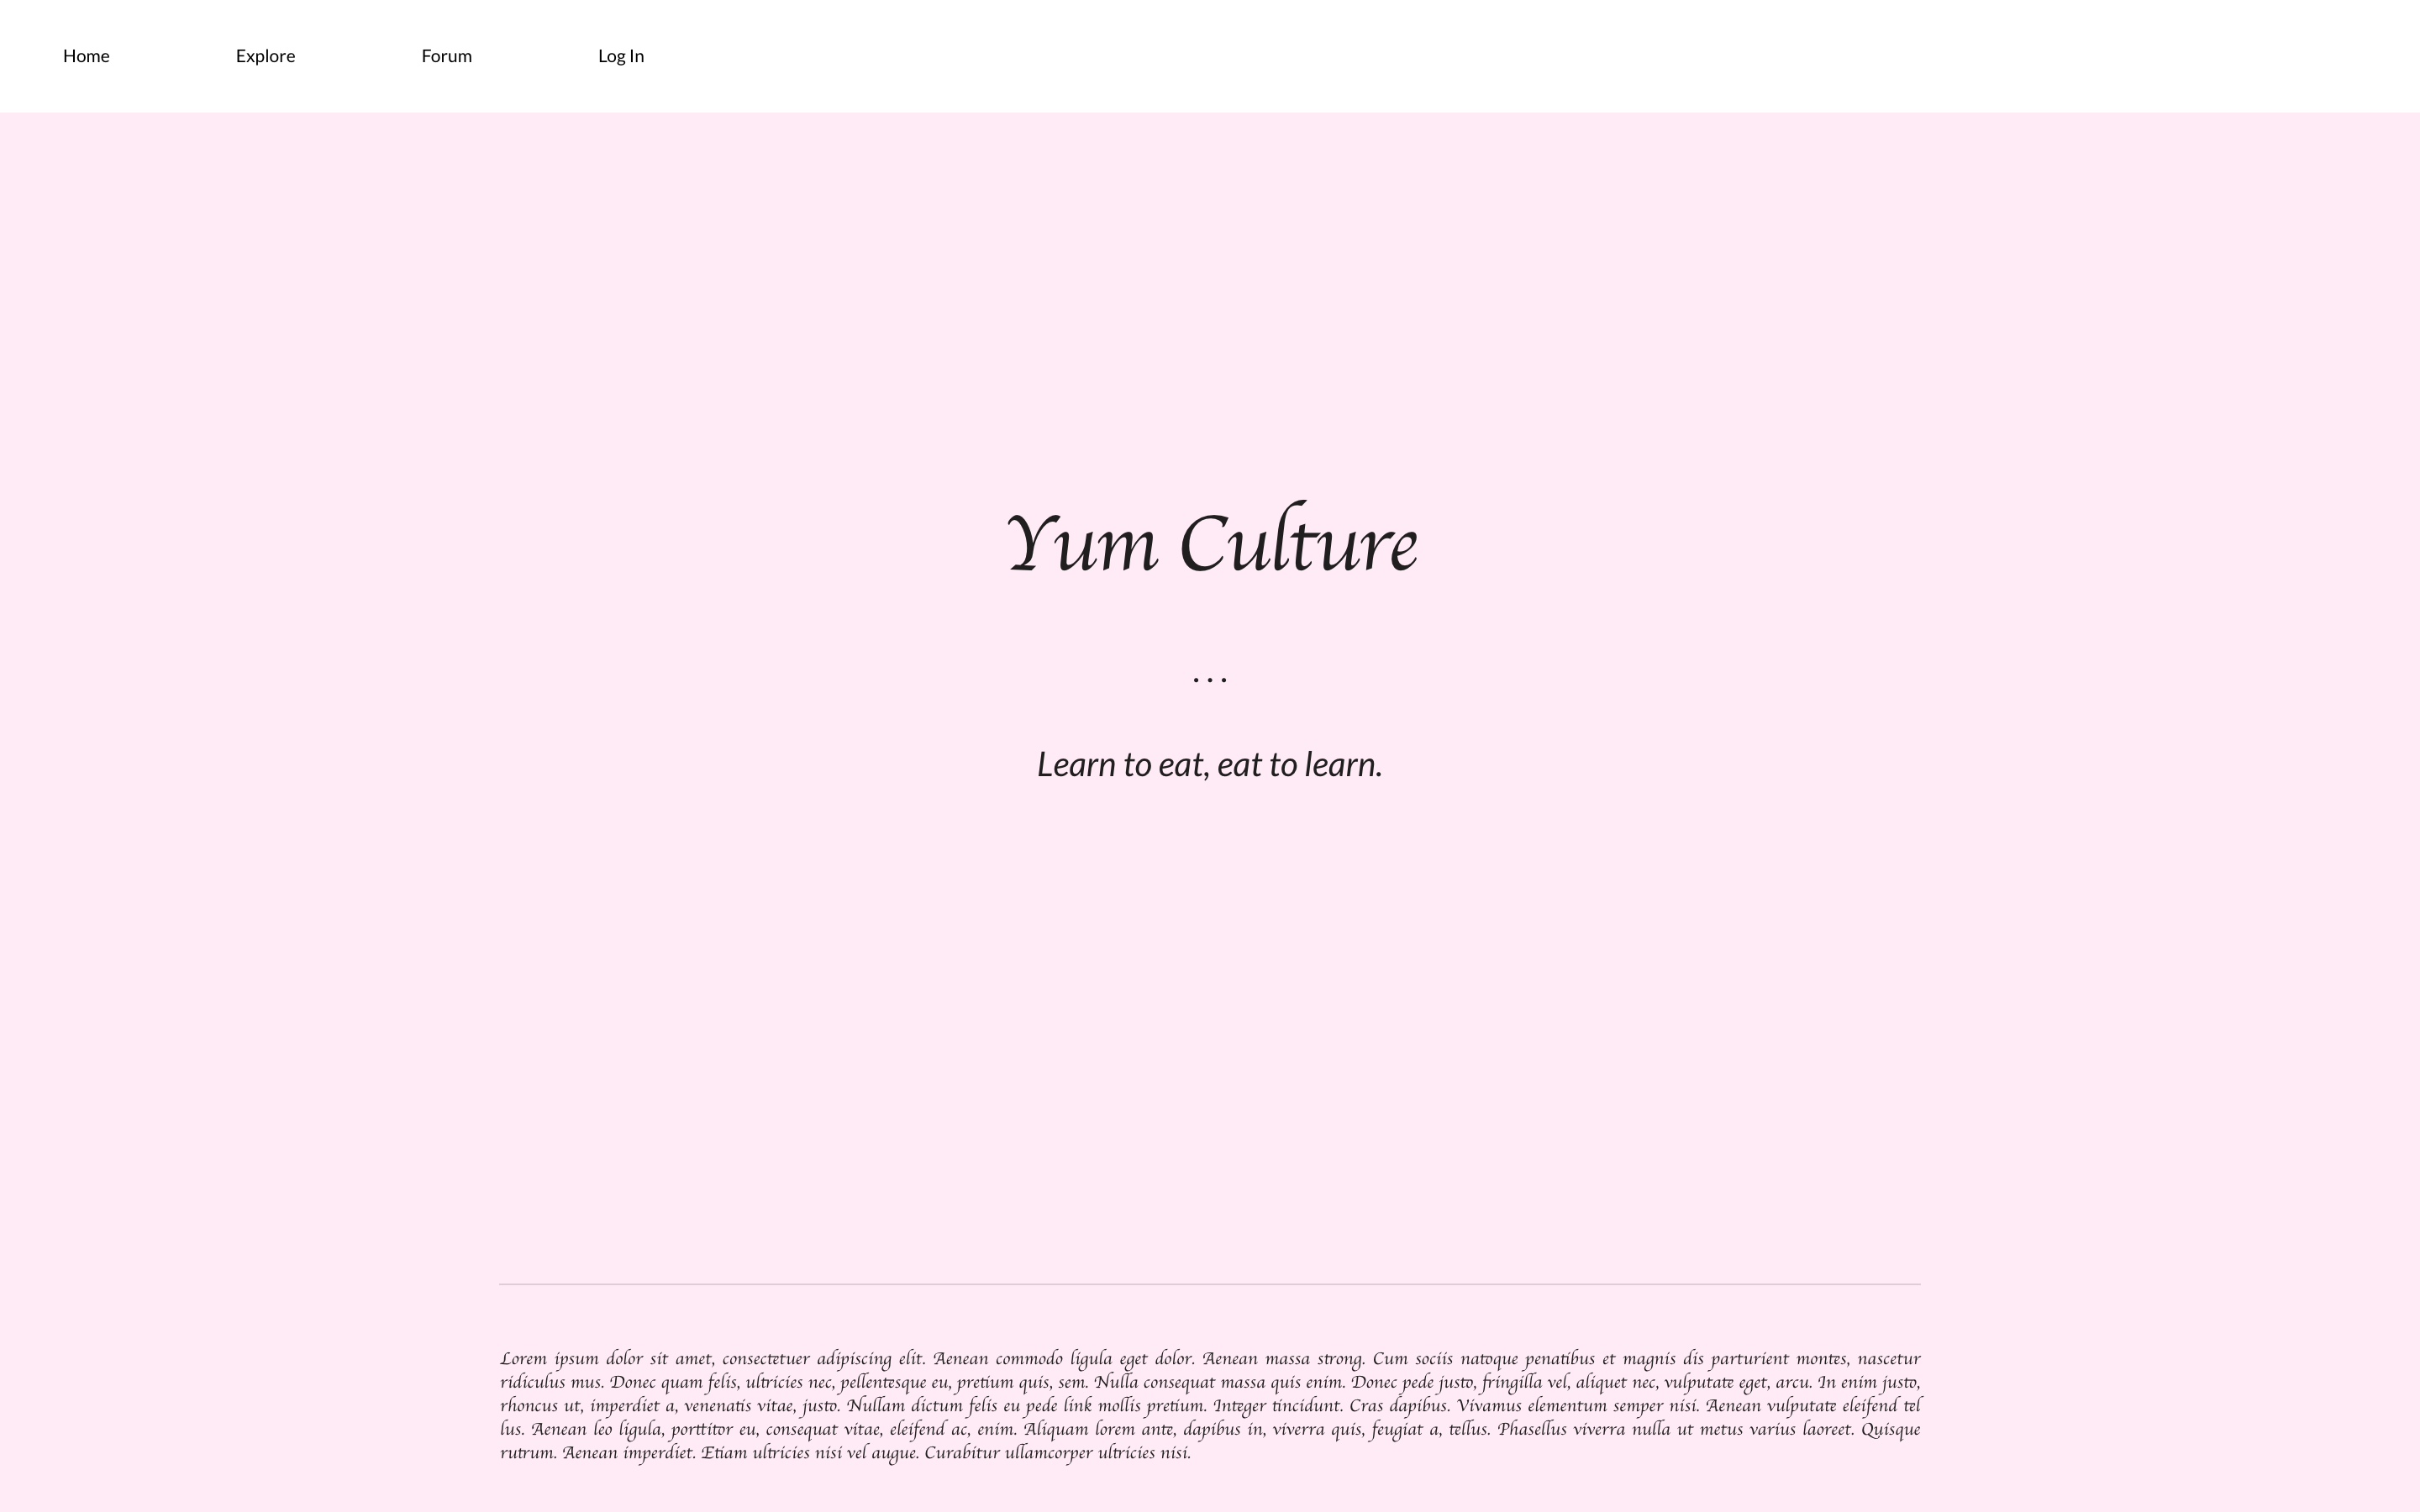 Home Explore Forum Log In
Yum Culture
...
Learn to eat, eat to learn.
Lorem ipsum dolor sit amet, consectetuer adipiscing elit. Aenean commodo ligula eget dolor. Aenean massa strong. Cum sociis natoque penatibus et magnis dis parturient montes, nascetur
ridiculus mus. Donec quam felis, ultricies nec, pellentesque eu, pretium quis, sem. Nulla consequat massa quis enim. Donec pede justo, fringilla vel, aliquet nec, vulputate eget, arcu. In enim justo,
rhoncus ut, imperdiet a, venenatis vitae, justo. Nullam dictum felis eu pede link mollis pretium. Integer tincidunt. Cras dapibus. Vivamus elementum semper nisi. Aenean vulputate eleifend tel
lus. Aenean leo ligula, porttitor eu, consequat vitae, eleifend ac, enim. Aliquam lorem ante, dapibus in, viverra quis, feugiat a, tellus. Phasellus viverra nulla ut metus varius laoreet. Quisque
rutrum. Aenean imperdiet. Etiam ultricies nisi vel augue. Curabitur ullamcorper ultricies nisi.